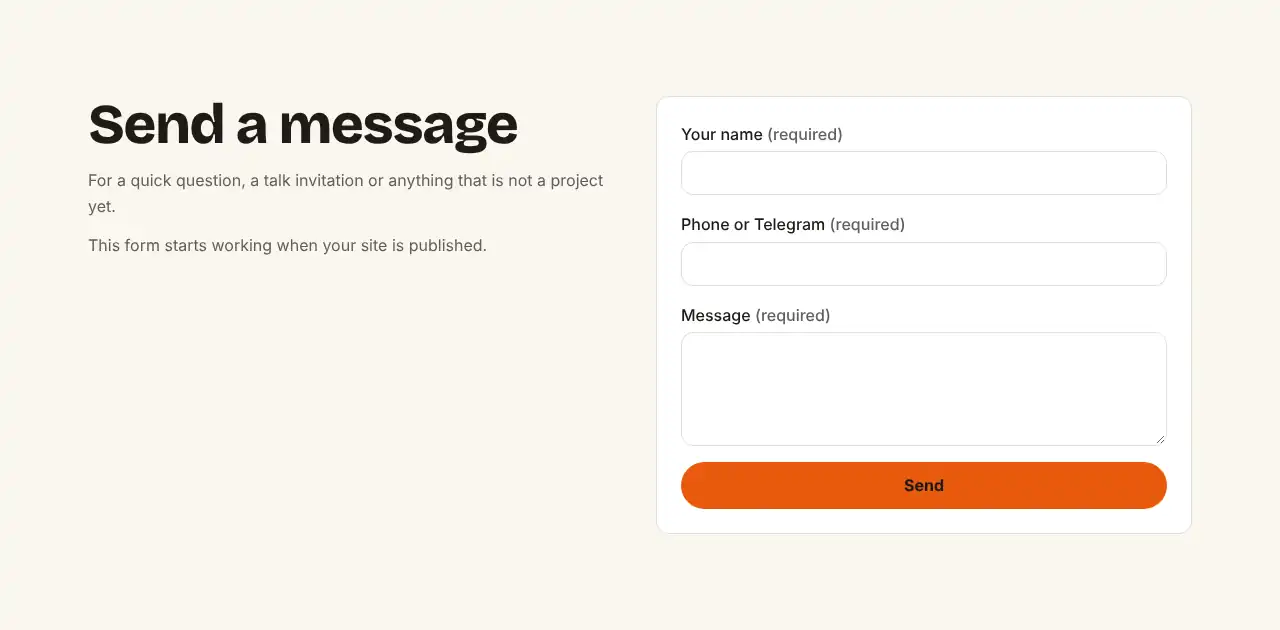 Send a message
For a quick question, a talk invitation or anything that is not a project
yet.
This form starts working when your site is published.
Your name (required)
Phone or Telegram (required)
Message (required)
Send